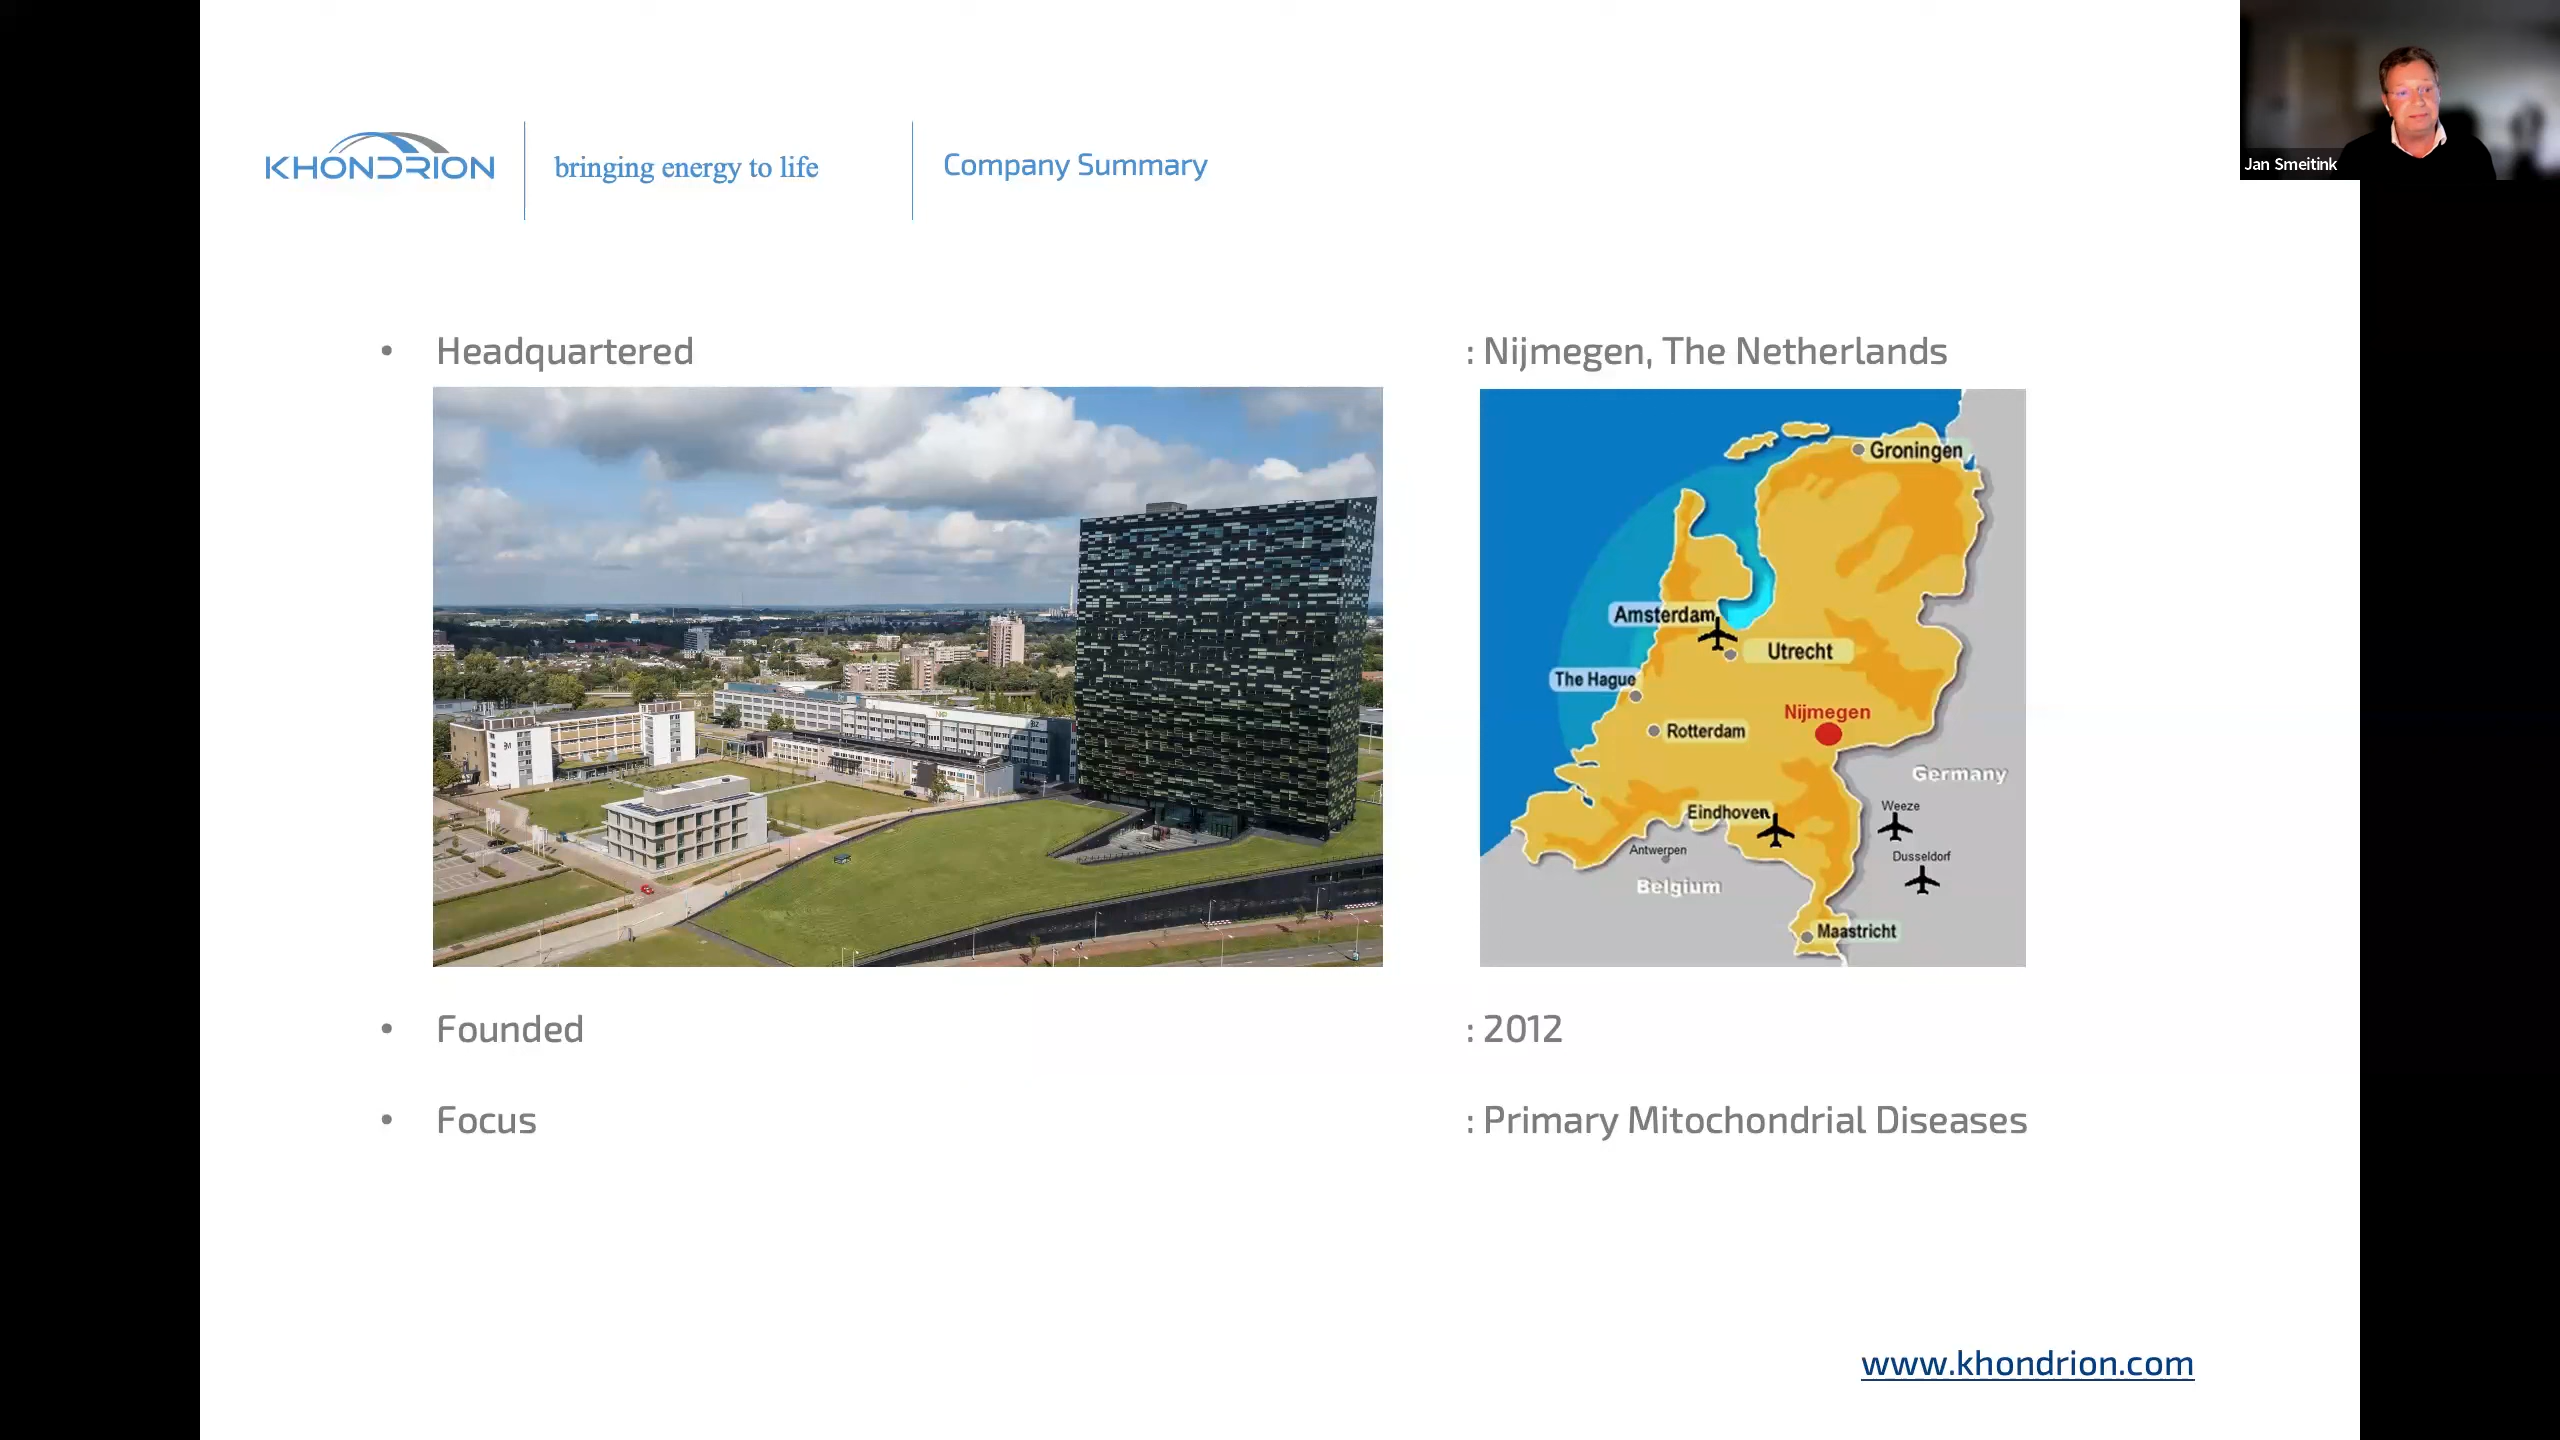 KHONDRION
bringing energy to life
Company Summary
Jan Smeitink
• Headquartered : Nijmegen, The Netherlands
Groningen
Amsterdam
Utrecht
The Hague
Nijmegen
Rotterdam
Germany
Weeze
Eindhoven
Antwerpen
Dusseldorf
Belgium
Maastricht
• Founded : 2012
• Focus : Primary Mitochondrial Diseases
www.khondrion.com